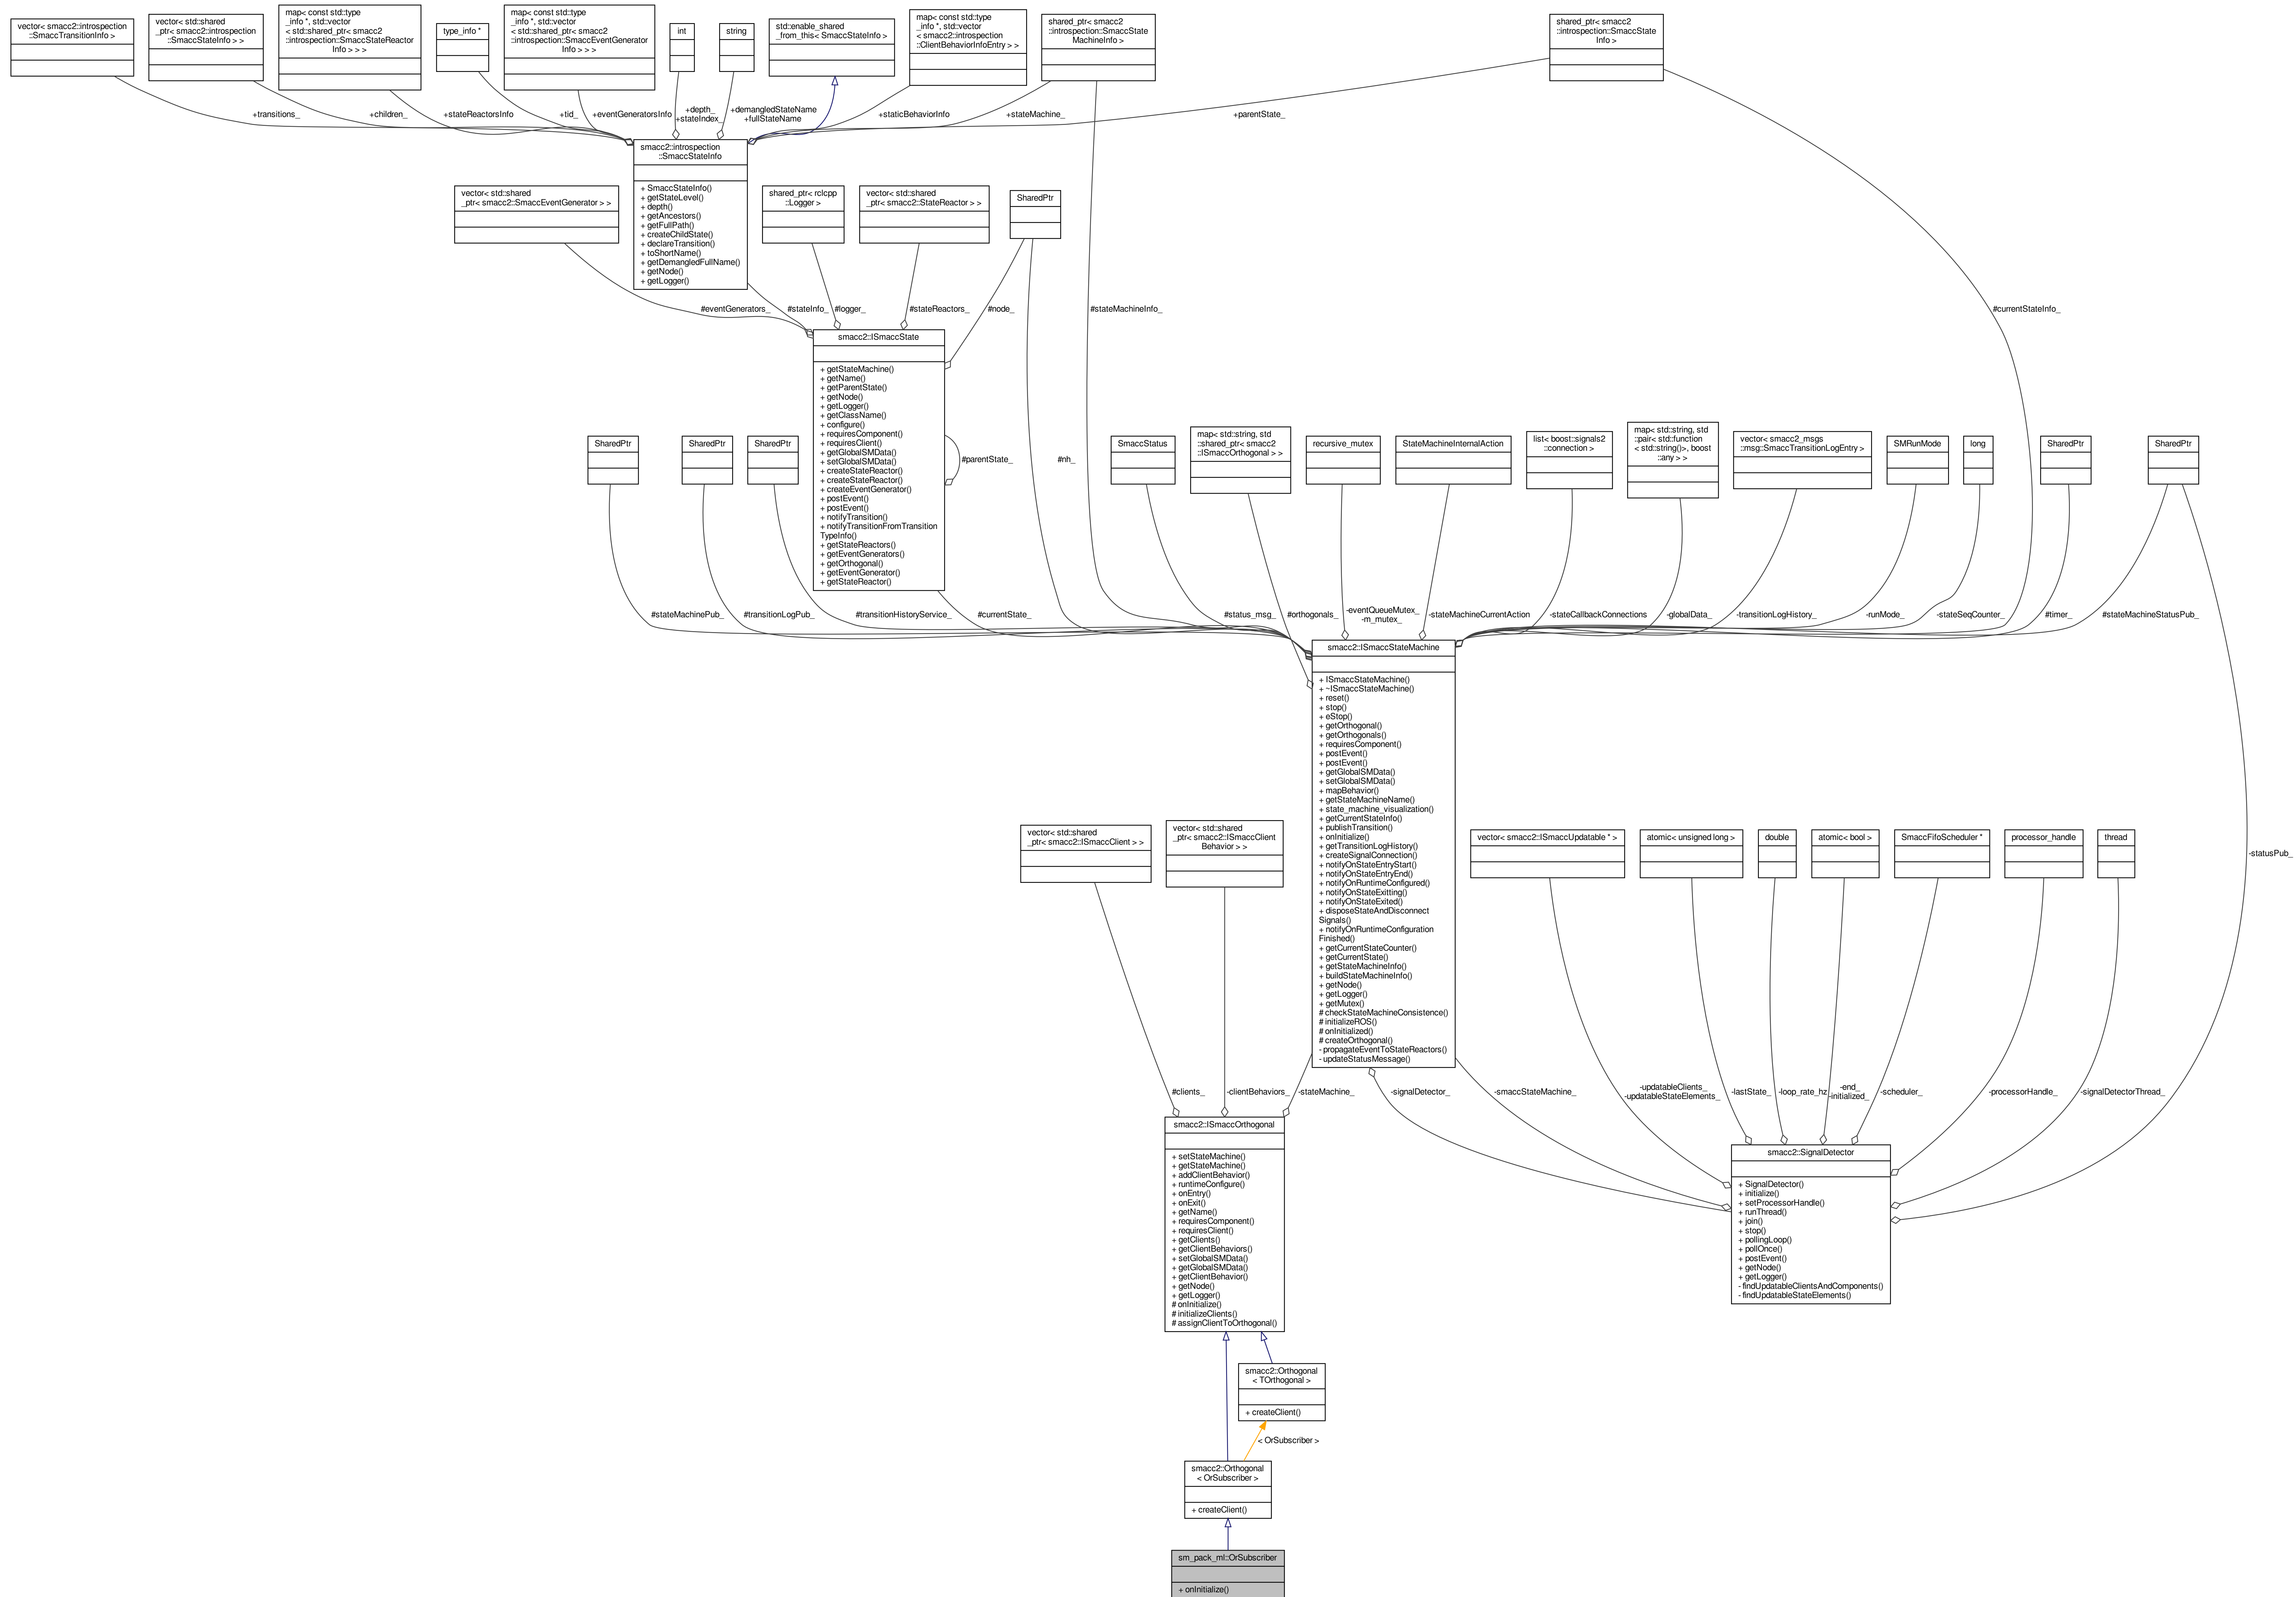 vector< smacc2::introspection
::SmaccTransitionInfo >
vector< std::shared
_ptr< smacc2::introspection
::SmaccStateInfo > >
map< const std::type
_info *, std::vector
< std::shared_ptr< smacc2
::introspection::SmaccStateReactor
Info > > >
type_info *
map< const std::type
_info *, std::vector
< std::shared_ptr< smacc2
::introspection::SmaccEventGenerator
Info > > >
int
string
std::enable_shared
_from_this< SmaccStateInfo >
map< const std::type
_info *, std::vector
< smacc2::introspection
::ClientBehaviorInfoEntry > >
shared_ptr< smacc2
::introspection::SmaccState
MachineInfo >
shared_ptr< smacc2
::introspection::SmaccState
Info >
+transitions_
+children_
+stateReactorsInfo
+tid_
+eventGeneratorsInfo
+depth_
+stateIndex_
+demangledStateName
+fullStateName
+staticBehaviorInfo
+stateMachine_
+parentState_
smacc2::introspection
::SmaccStateInfo
+ SmaccStateInfo()
+ getStateLevel()
+ depth()
+ getAncestors()
+ getFullPath()
+ createChildState()
+ declareTransition()
+ toShortName()
+ getDemangledFullName()
+ getNode()
+ getLogger()
vector< std::shared
_ptr< smacc2::SmaccEventGenerator > >
shared_ptr< rclcpp
::Logger >
vector< std::shared
_ptr< smacc2::StateReactor > >
SharedPtr
#eventGenerators_
#stateInfo_
#logger_
#stateReactors_
#node_
#stateMachineInfo_
#currentStateInfo_
smacc2::ISmaccState
+ getStateMachine()
+ getName()
+ getParentState()
+ getNode()
+ getLogger()
+ getClassName()
+ configure()
+ requiresComponent()
+ requiresClient()
+ getOrthogonal()
+ getGlobalSMData()
+ setGlobalSMData()
+ createStateReactor()
+ createStateReactor()
+ createEventGenerator()
+ postEvent()
+ postEvent()
+ notifyTransition()
+ notifyTransitionFromTransition
TypeInfo()
+ getStateReactors()
+ getEventGenerators()
+ getOrthogonal()
+ getEventGenerator()
+ getStateReactor()
#parentState_
#nh_
SharedPtr
SharedPtr
SharedPtr
SmaccStatus
map< std::string, std
::shared_ptr< smacc2
::ISmaccOrthogonal > >
recursive_mutex
StateMachineInternalAction
list< boost::signals2
::connection >
map< std::string, std
::pair< std::function
< std::string()>, boost
::any > >
vector< smacc2_msgs
::msg::SmaccTransitionLogEntry >
SMRunMode
long
SharedPtr
SharedPtr
#stateMachinePub_
#transitionLogPub_
#transitionHistoryService_
#currentState_
#status_msg_
#orthogonals_
-eventQueueMutex_
-m_mutex_
-stateMachineCurrentAction
-stateCallbackConnections
-globalData_
-transitionLogHistory_
-runMode_
-stateSeqCounter_
#timer_
#stateMachineStatusPub_
smacc2::ISmaccStateMachine
+ ISmaccStateMachine()
+ ~ISmaccStateMachine()
+ reset()
+ stop()
+ eStop()
+ getOrthogonal()
+ getOrthogonals()
+ requiresComponent()
+ postEvent()
+ postEvent()
+ getGlobalSMData()
+ setGlobalSMData()
+ mapBehavior()
+ getStateMachineName()
+ state_machine_visualization()
+ getCurrentStateInfo()
+ publishTransition()
+ onInitialize()
+ getTransitionLogHistory()
+ createSignalConnection()
+ notifyOnStateEntryStart()
+ notifyOnStateEntryEnd()
+ notifyOnRuntimeConfigured()
+ notifyOnStateExitting()
+ notifyOnStateExited()
+ disposeStateAndDisconnect
Signals()
+ notifyOnRuntimeConfiguration
Finished()
+ getCurrentStateCounter()
+ getCurrentState()
+ getStateMachineInfo()
+ buildStateMachineInfo()
+ getNode()
+ getLogger()
+ getMutex()
# checkStateMachineConsistence()
# initializeROS()
# onInitialized()
# createOrthogonal()
- propagateEventToStateReactors()
- updateStatusMessage()
vector< std::shared
_ptr< smacc2::ISmaccClient > >
vector< std::shared
_ptr< smacc2::ISmaccClient
Behavior > >
vector< smacc2::ISmaccUpdatable * >
atomic< unsigned long >
double
atomic< bool >
SmaccFifoScheduler *
processor_handle
thread
-statusPub_
#clients_
-clientBehaviors_
-stateMachine_
-signalDetector_
-smaccStateMachine_
-updatableClients_
-updatableStateElements_
-lastState_
-loop_rate_hz
-end_
-initialized_
-scheduler_
-processorHandle_
-signalDetectorThread_
smacc2::ISmaccOrthogonal
+ setStateMachine()
+ getStateMachine()
+ addClientBehavior()
+ runtimeConfigure()
+ onEntry()
+ onExit()
+ getName()
+ requiresComponent()
+ requiresClient()
+ getClients()
+ getClientBehaviors()
+ setGlobalSMData()
+ getGlobalSMData()
+ getClientBehavior()
+ getNode()
+ getLogger()
# onInitialize()
# initializeClients()
# assignClientToOrthogonal()
smacc2::SignalDetector
+ SignalDetector()
+ initialize()
+ setProcessorHandle()
+ runThread()
+ join()
+ stop()
+ pollingLoop()
+ pollOnce()
+ postEvent()
+ getNode()
+ getLogger()
- findUpdatableClientsAndComponents()
- findUpdatableStateElements()
smacc2::Orthogonal
< TOrthogonal >
+ createClient()
< OrSubscriber >
smacc2::Orthogonal
< OrSubscriber >
+ createClient()
sm_pack_ml::OrSubscriber
+ onInitialize()